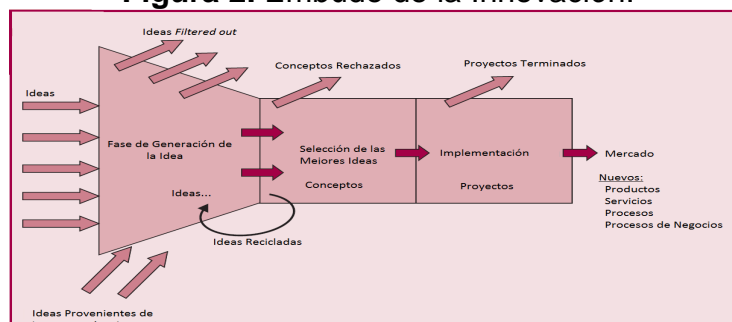 Figura 2. Embudo de la Innovación.
Ideas Filtered out
Conceptos Rechazados
Proyectos Terminados
Ideas
Fase de Generación de
la Idea
Selección de las
Mejores Ideas
Implementación
Mercado
Conceptos
Proyectos
Nuevos:
Productos
Servicios
Procesos
Procesos de Negocios
Ideas...
Ideas Recicladas
Ideas Provenientes de